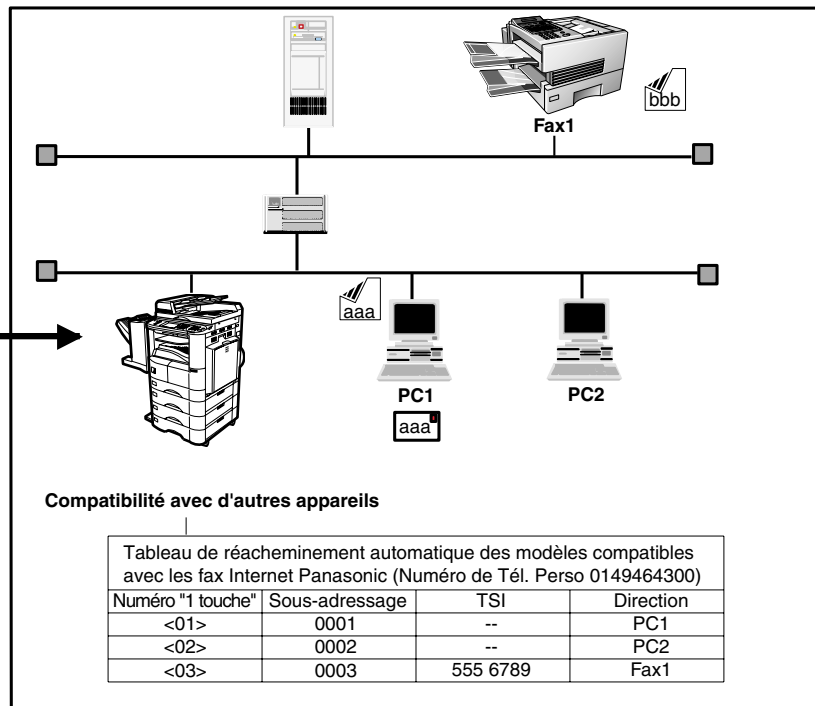 bbb
Fax1
aaa
PC1
PC2
aaa
Compatibilité avec d'autres appareils
Tableau de réacheminement automatique des modèles compatibles
avec les fax Internet Panasonic (Numéro de Tél. Perso 0149464300)
Numéro "1 touche" Sous-adressage TSI Direction
<01> 0001 -- PC1
<02> 0002 -- PC2
<03> 0003 555 6789 Fax1